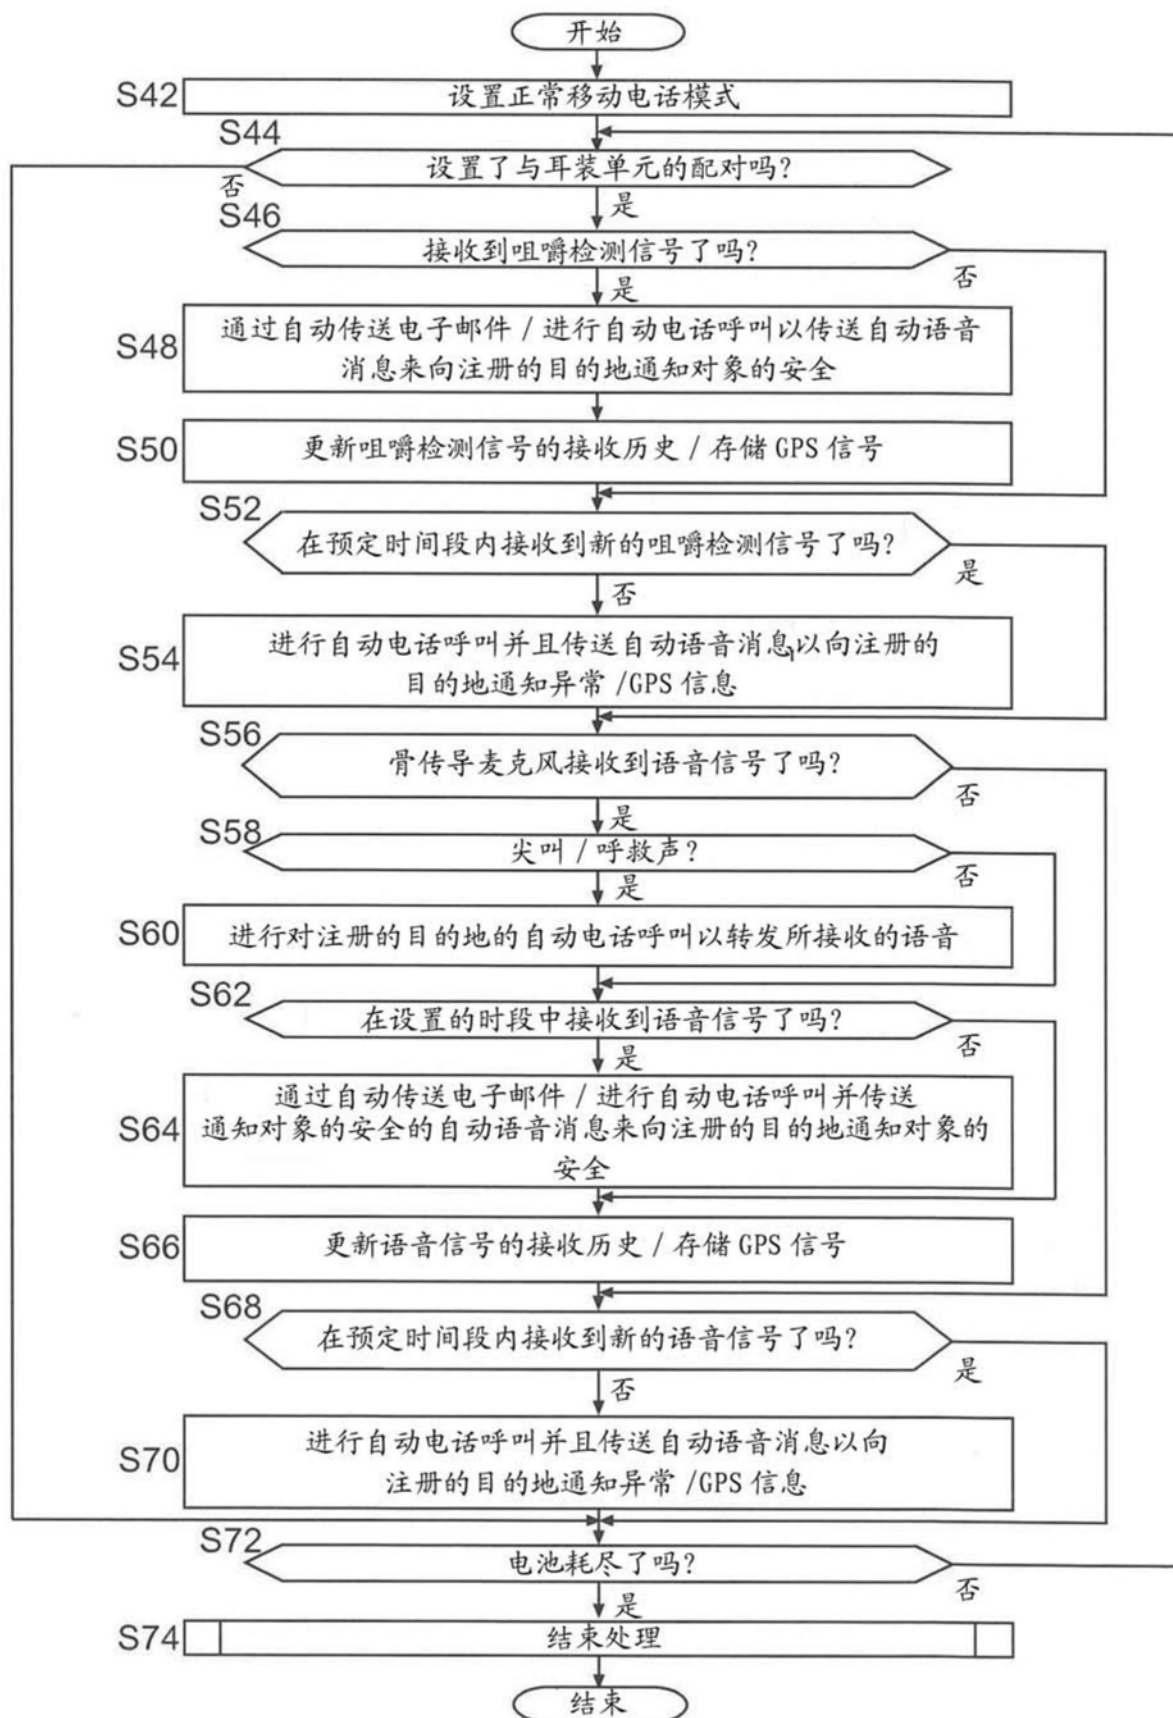 开始
S42
设置正常移动电话模式
S44
设置了与耳装单元的配对吗?
否
是
S46
接收到咀嚼检测信号了吗?
否
是
S48
通过自动传送电子邮件 / 进行自动电话呼叫以传送自动语音
消息来向注册的目的地通知对象的安全
S50
更新咀嚼检测信号的接收历史 / 存储 GPS 信号
S52
在预定时间段内接收到新的咀嚼检测信号了吗?
是
否
S54
进行自动电话呼叫并且传送自动语音消息以向注册的
目的地通知异常 /GPS 信息
S56
骨传导麦克风接收到语音信号了吗?
否
是
S58
尖叫 / 呼救声?
否
是
S60
进行对注册的目的地的自动电话呼叫以转发所接收的语音
S62
在设置的时段中接收到语音信号了吗?
否
是
S64
通过自动传送电子邮件 / 进行自动电话呼叫并传送
通知对象的安全的自动语音消息来向注册的目的地通知对象的
安全
S66
更新语音信号的接收历史 / 存储 GPS 信号
S68
在预定时间段内接收到新的语音信号了吗?
是
否
S70
进行自动电话呼叫并且传送自动语音消息以向
注册的目的地通知异常 /GPS 信息
S72
电池耗尽了吗?
否
是
S74
结束处理
结束